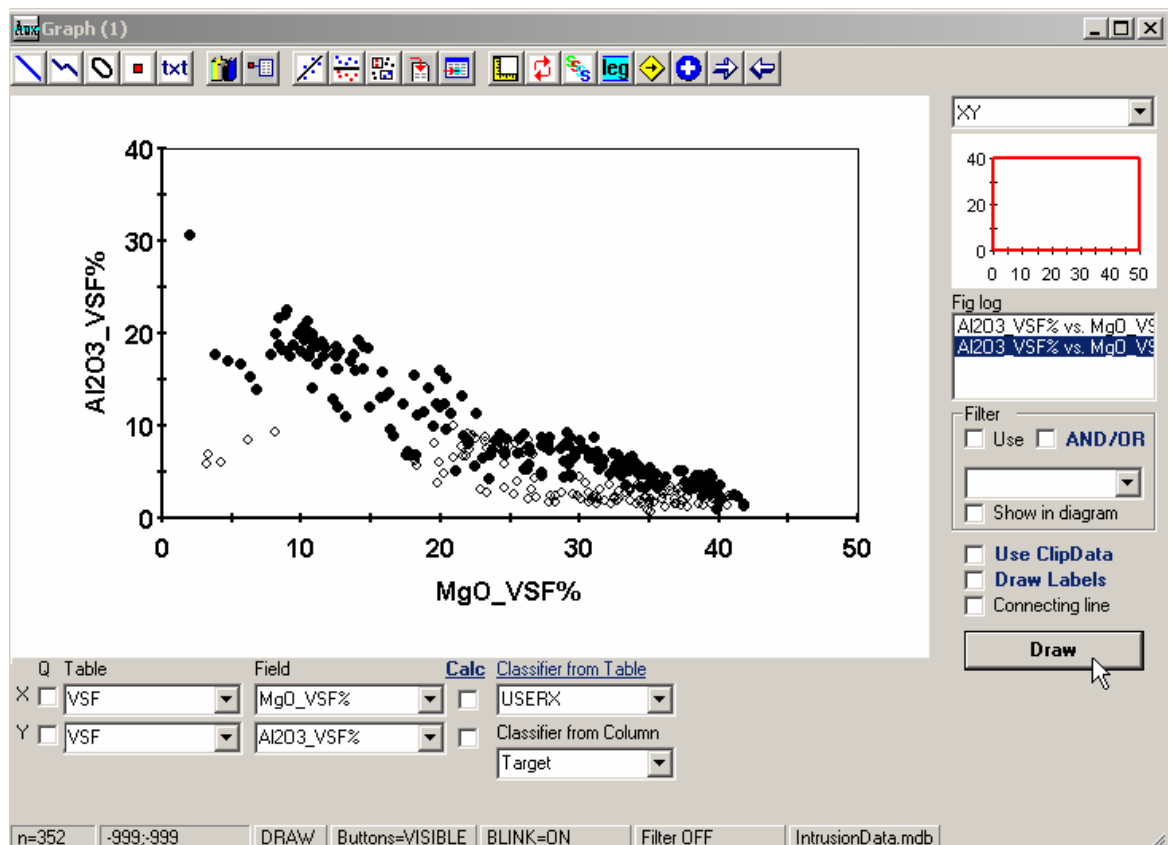 Aux Graph (1)
txt
leg
XY
40
20
0
0 10 20 30 40 50
Fig log
Al2O3_VSF% vs. MgO_VS
Al2O3_VSF% vs. MgO_VS
Filter
Use AND/OR
Show in diagram
Use ClipData
Draw Labels
Connecting line
Draw
40
30
20
10
0
0 10 20 30 40 50
Al2O3_VSF%
MgO_VSF%
Q Table Field Calc Classifier from Table
X VSF MgO_VSF% USERX
Y VSF Al2O3_VSF% Classifier from Column
Target
n=352 -999;-999 DRAW Buttons=VISIBLE BLINK=ON Filter OFF IntrusionData.mdb